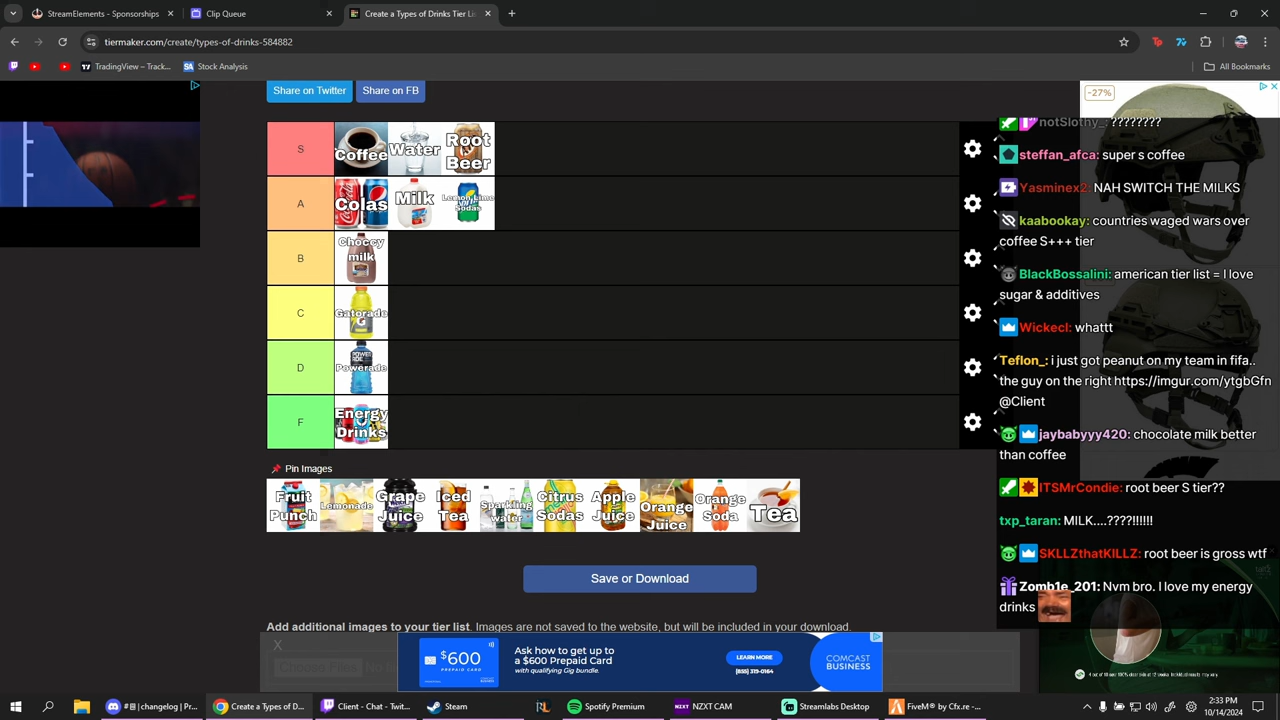 StreamElements - Sponsorships
Clip Queue
Create a Types of Drinks Tier Li
tiermaker.com/create/types-of-drinks-584882
TradingView – Track...
Stock Analysis
All Bookmarks
Share on Twitter
Share on FB
-27%
S
Coffee
Water
Root Beer
A
Colas
Milk
Lemon Lime Sodas
B
Choccy milk
C
Gatorade
D
Powerade
F
Energy Drinks
Pin Images
Fruit Punch
Lemonade
Grape Juice
Iced Tea
Sparkling water
Citrus Sodas
Apple Juice
Orange Juice
Orange Soda
Tea
Save or Download
Add additional images to your tier list. Images are not saved to the website, but will be included in your download.
X
Choose Files
$600
Ask how to get up to
a $600 Prepaid Card
with qualifying Gig bundle.
LEARN MORE
(855) 319-0164
COMCAST
BUSINESS
notSlothy_: ????????
steffan_afca: super s coffee
Yasminex2: NAH SWITCH THE MILKS
kaabookay: countries waged wars over
coffee S+++ tier
BlackBossalini: american tier list = I love
sugar & additives
Wickecl: whattt
Teflon_: i just got peanut on my team in fifa..
the guy on the right https://imgur.com/ytgbGfn
@Client
jaybabyyy420: chocolate milk better
than coffee
ITSMrCondie: root beer S tier??
txp_taran: MILK....????!!!!!!
SKLLZthatKILLZ: root beer is gross wtf
Zomb1e_201: Nvm bro. I love my energy
drinks
#🖥️|changelog | Pr...
Create a Types of D...
Client - Chat - Twit...
Steam
Spotify Premium
NZXT CAM
Streamlabs Desktop
FiveM® by Cfx.re -...
2:33 PM
10/14/2024